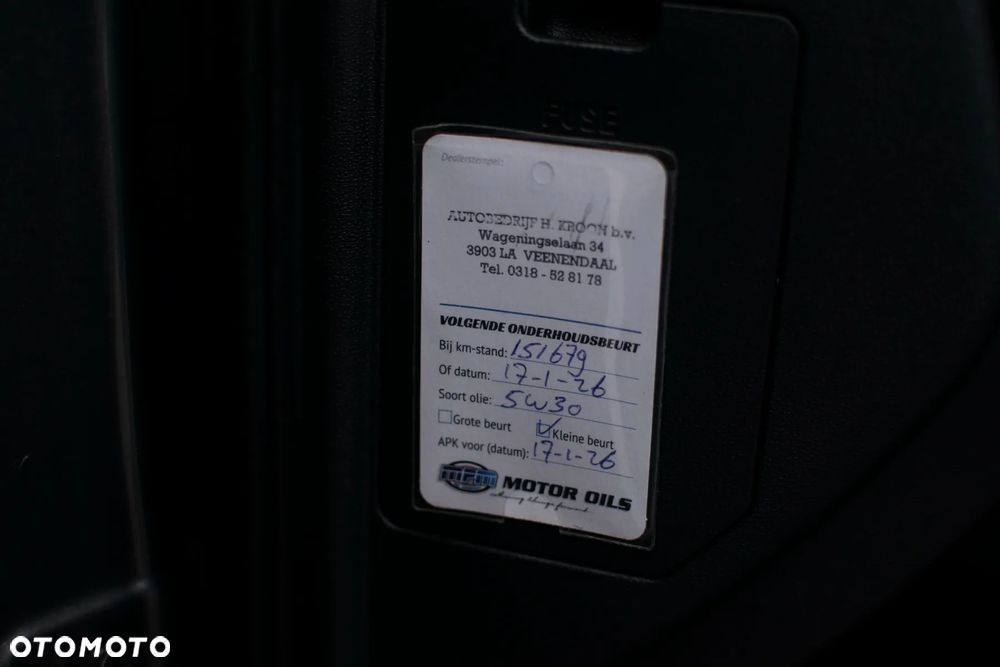 FUSE
Dealerstempel:
AUTOBEDRIJF H. KROON b.v.
Wageningselaan 34
3903 LA VEENENDAAL
Tel. 0318 - 52 81 78
VOLGENDE ONDERHOUDSBEURT
Bij km-stand: 151679
Of datum: 17-1-26
Soort olie: 5W30
Grote beurt Kleine beurt
APK voor (datum): 17-1-26
MOTOR OILS
OTOMOTO